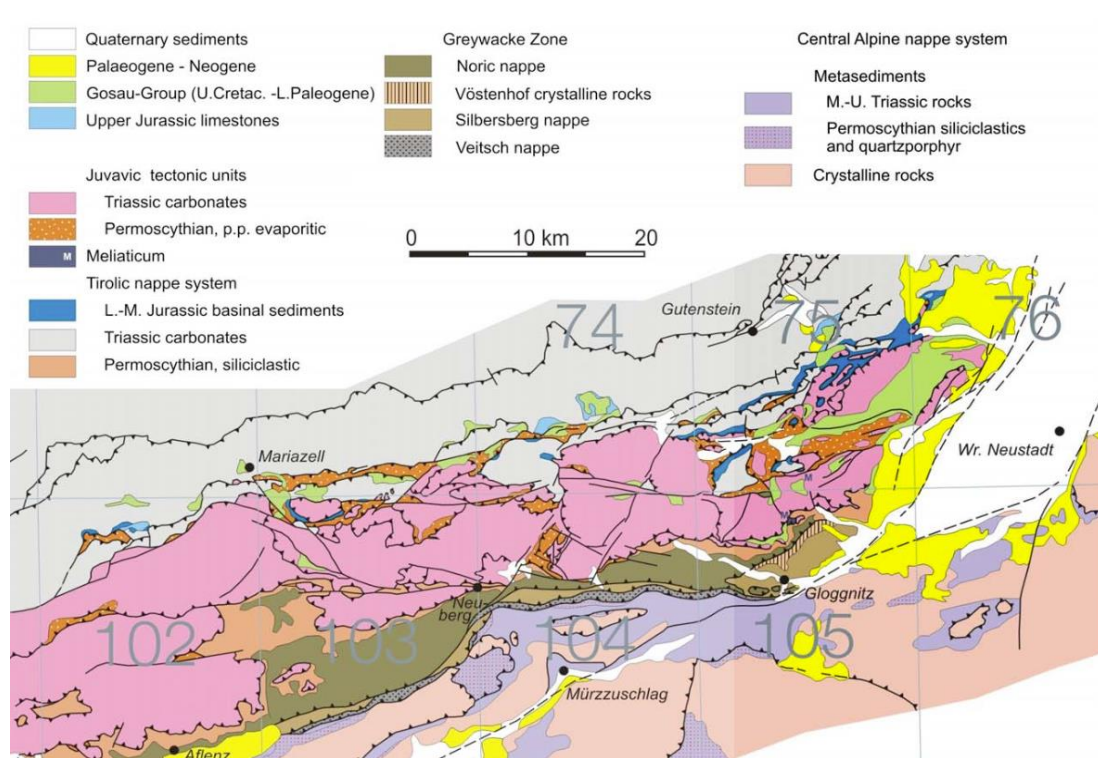 Quaternary sediments
Palaeogene - Neogene
Gosau-Group (U.Cretac. -L.Paleogene)
Upper Jurassic limestones
Juvavic tectonic units
Triassic carbonates
Permoscythian, p.p. evaporitic
M
Meliaticum
Tirolic nappe system
L.-M. Jurassic basinal sediments
Triassic carbonates
Permoscythian, siliciclastic
Greywacke Zone
Noric nappe
Vöstenhof crystalline rocks
Silbersberg nappe
Veitsch nappe
Central Alpine nappe system
Metasediments
M.-U. Triassic rocks
Permoscythian siliciclastics
and quartzporphyr
Crystalline rocks
0 10 km 20
74
Gutenstein
75
76
Mariazell
Wr. Neustadt
M
Neu-
berg
Gloggnitz
102
103
104
105
Mürzzuschlag
Aflenz